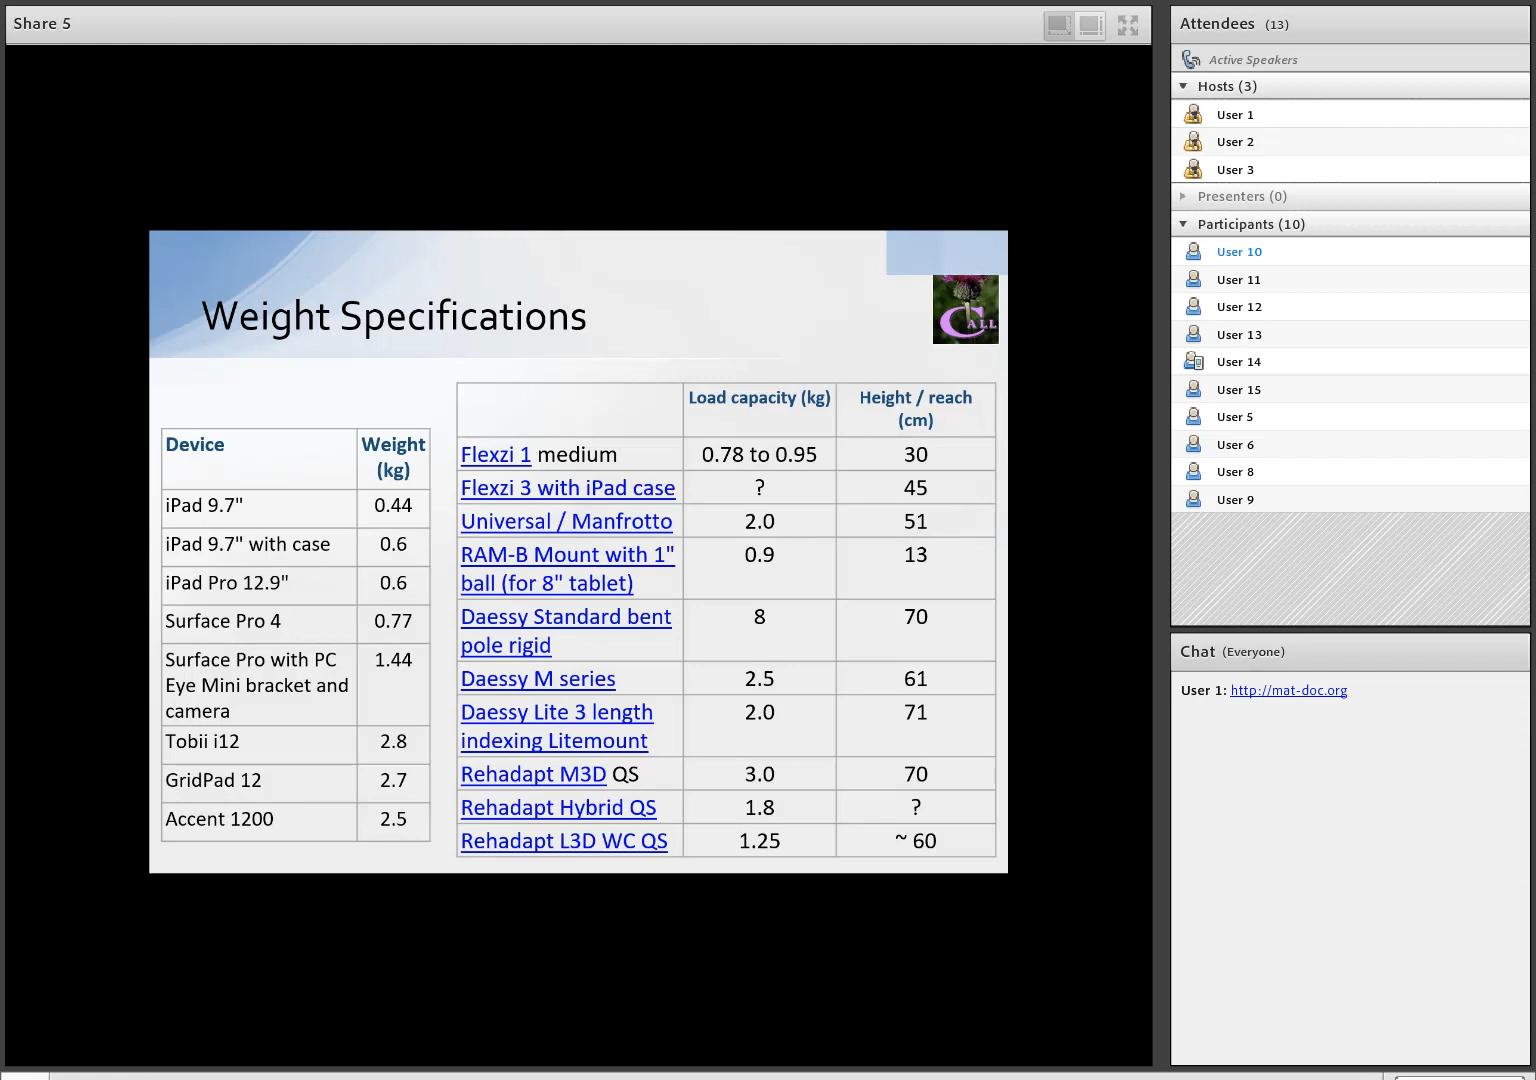 Share 5
Weight Specifications
CALL
Device Weight
(kg)
iPad 9.7" 0.44
iPad 9.7" with case 0.6
iPad Pro 12.9" 0.6
Surface Pro 4 0.77
Surface Pro with PC 1.44
Eye Mini bracket and
camera
Tobii i12 2.8
GridPad 12 2.7
Accent 1200 2.5
Load capacity (kg) Height / reach
(cm)
Flexzi 1 medium 0.78 to 0.95 30
Flexzi 3 with iPad case ? 45
Universal / Manfrotto 2.0 51
RAM-B Mount with 1" 0.9 13
ball (for 8" tablet)
Daessy Standard bent 8 70
pole rigid
Daessy M series 2.5 61
Daessy Lite 3 length 2.0 71
indexing Litemount
Rehadapt M3D QS 3.0 70
Rehadapt Hybrid QS 1.8 ?
Rehadapt L3D WC QS 1.25 ~ 60
Attendees (13)
Active Speakers
Hosts (3)
User 1
User 2
User 3
Presenters (0)
Participants (10)
User 10
User 11
User 12
User 13
User 14
User 15
User 5
User 6
User 8
User 9
Chat (Everyone)
User 1: http://mat-doc.org